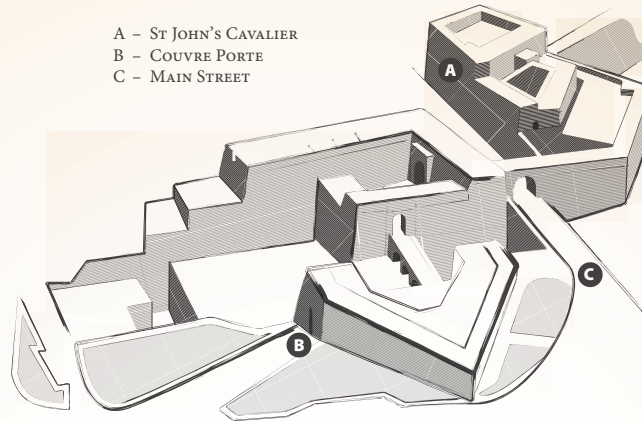 A – St John's Cavalier
B – Couvre Porte
C – Main Street
A
C
B